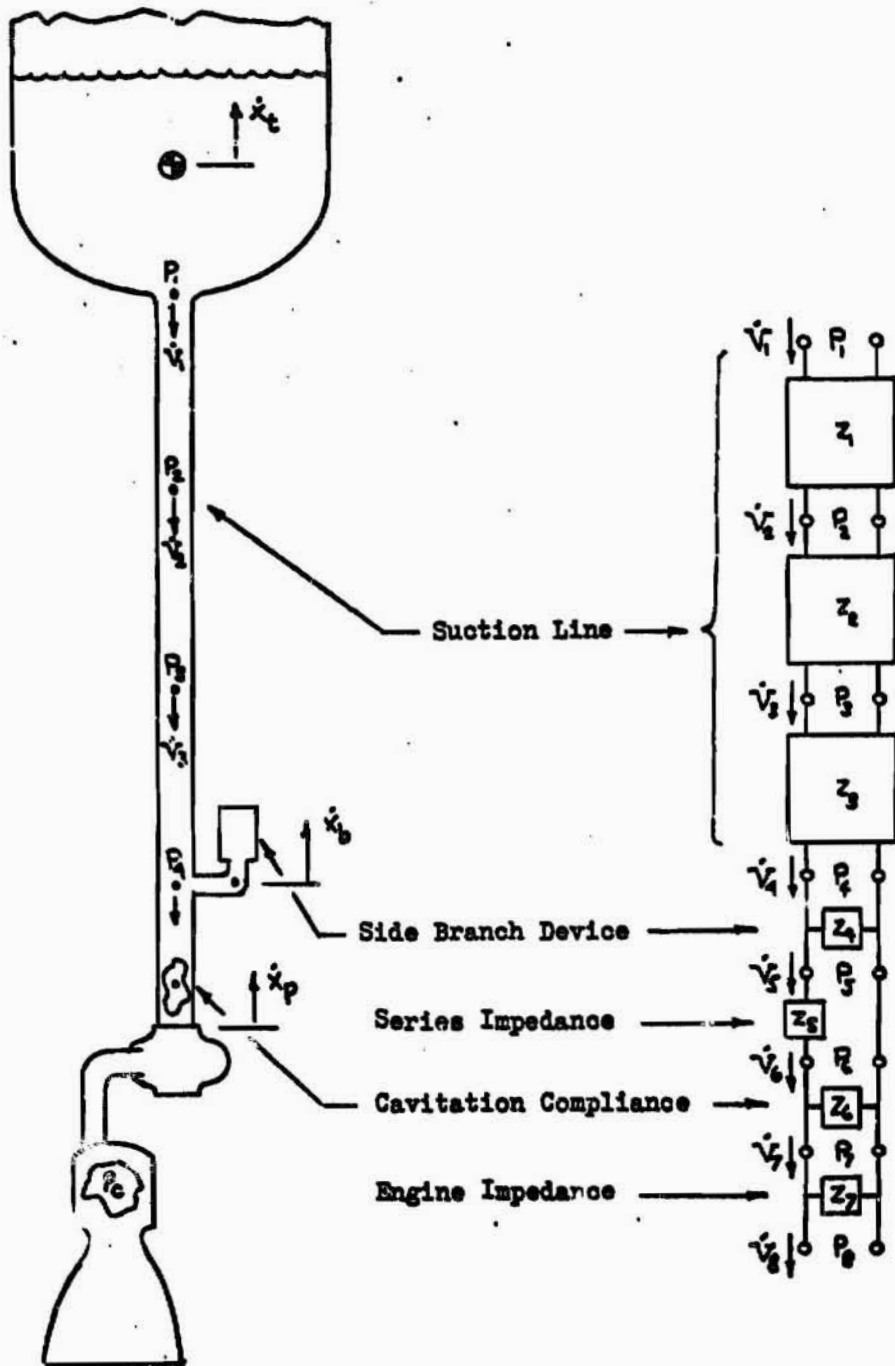 ẋt
P1
V̇1
P2
V̇2
P3
V̇3
P4
ẋb
ẋp
Pc
Suction Line
Side Branch Device
Series Impedance
Cavitation Compliance
Engine Impedance
V̇1 P1
Z1
V̇2 P2
Z2
V̇3 P3
Z3
V̇4 P4
Z4
V̇5 P5
Z5
V̇6 P6
Z6
V̇7 P7
Z7
V̇8 P8